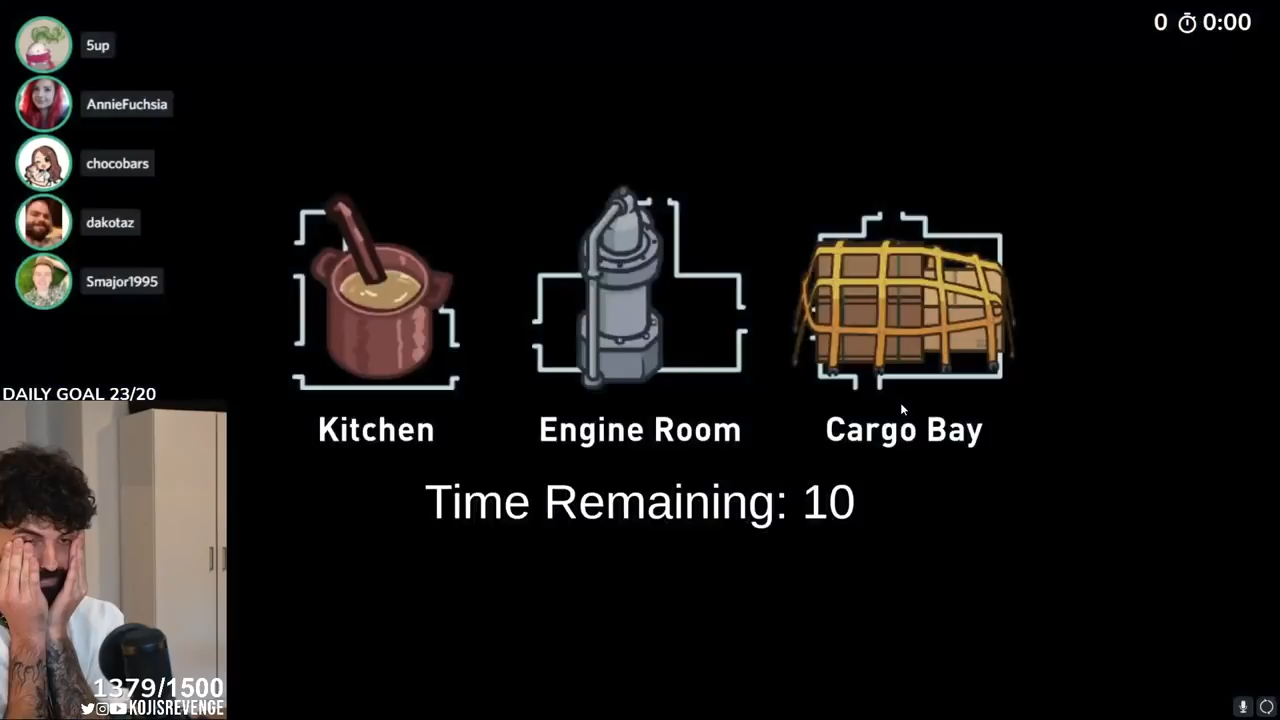 5up
AnnieFuchsia
chocobars
dakotaz
Smajor1995
0 0:00
Kitchen
Engine Room
Cargo Bay
Time Remaining: 10
DAILY GOAL 23/20
1379/1500
KOJISREVENGE